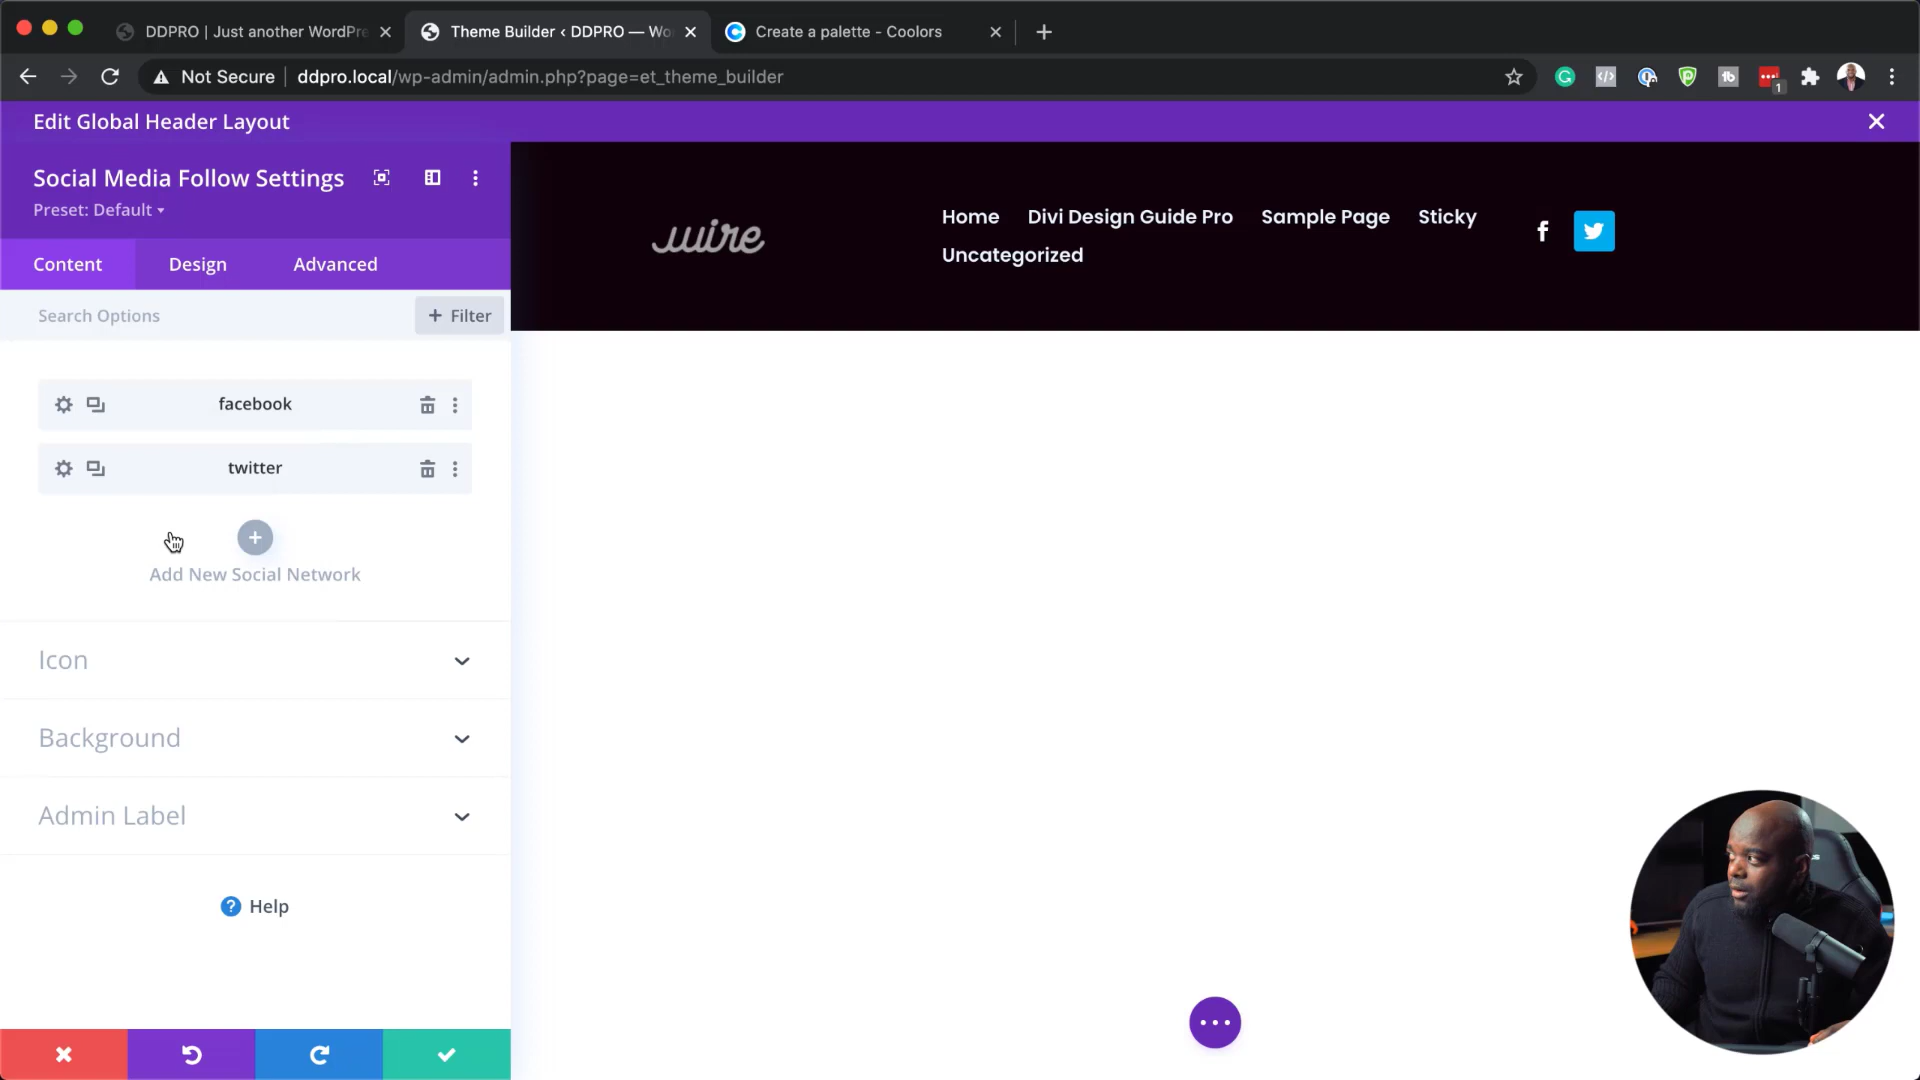 DDPRO | Just another WordPre
Theme Builder ‹ DDPRO — Wo
Create a palette - Coolors
Not Secure
ddpro.local/wp-admin/admin.php?page=et_theme_builder
1
Edit Global Header Layout
Social Media Follow Settings
Preset: Default
Content
Design
Advanced
Search Options
+ Filter
wire
Home
Divi Design Guide Pro
Sample Page
Sticky
Uncategorized
facebook
twitter
Add New Social Network
Icon
Background
Admin Label
Help